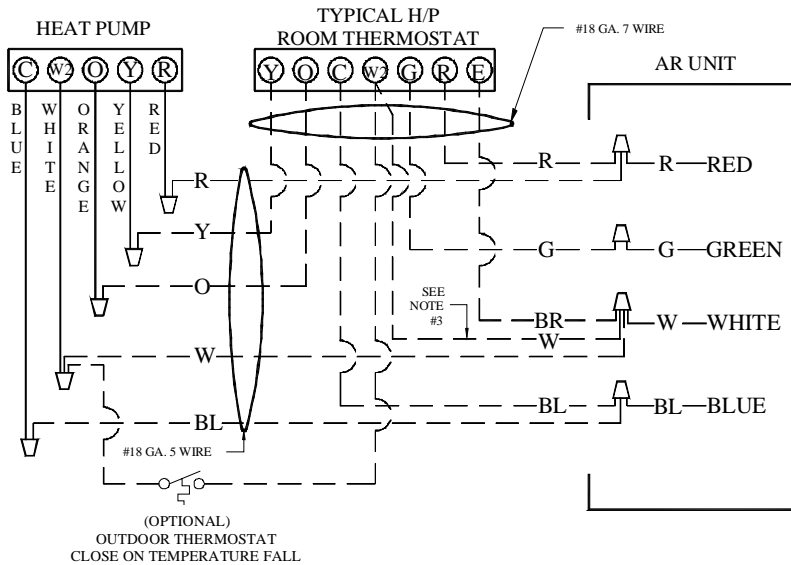 HEAT PUMP
TYPICAL H/P
ROOM THERMOSTAT
#18 GA. 7 WIRE
AR UNIT
C W2 O Y R
Y O C W2 G R E
BLUE
WHITE
ORANGE
YELLOW
RED
R
R
R RED
Y
G
G GREEN
O
SEE
NOTE
#3
BR
W
W WHITE
W
BL
BL BLUE
BL
#18 GA. 5 WIRE
(OPTIONAL)
OUTDOOR THERMOSTAT
CLOSE ON TEMPERATURE FALL